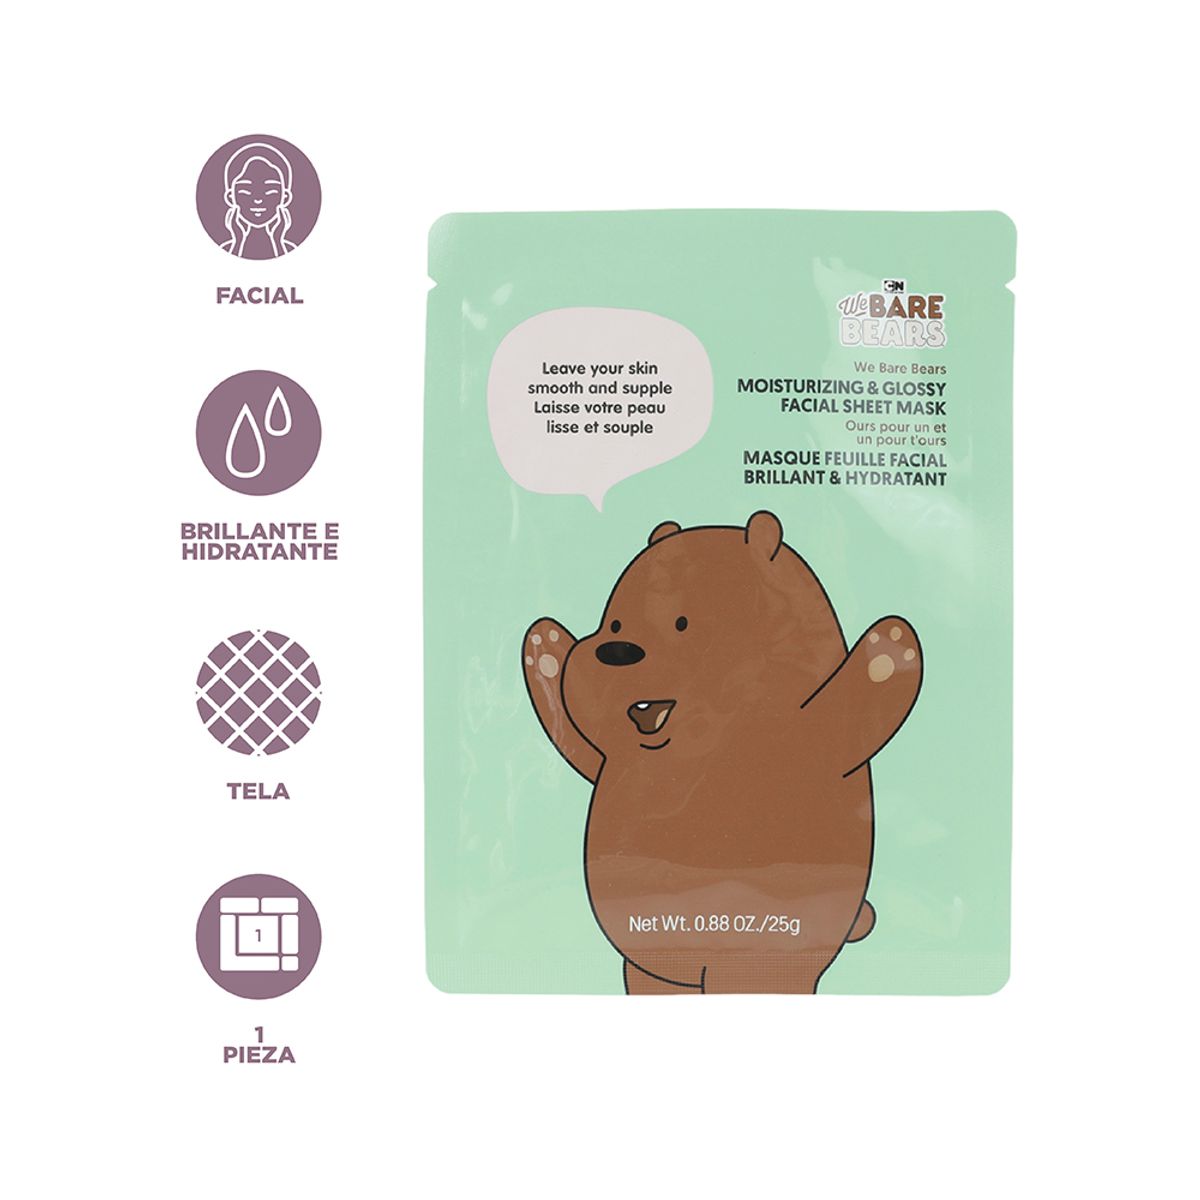 FACIAL
BRILLANTE E
HIDRATANTE
TELA
1
1
PIEZA
CN
We BARE
BEARS
We Bare Bears
MOISTURIZING & GLOSSY
FACIAL SHEET MASK
Ours pour un et
un pour t'ours
MASQUE FEUILLE FACIAL
BRILLANT & HYDRATANT
Leave your skin
smooth and supple
Laisse votre peau
lisse et souple
Net Wt. 0.88 OZ./25g